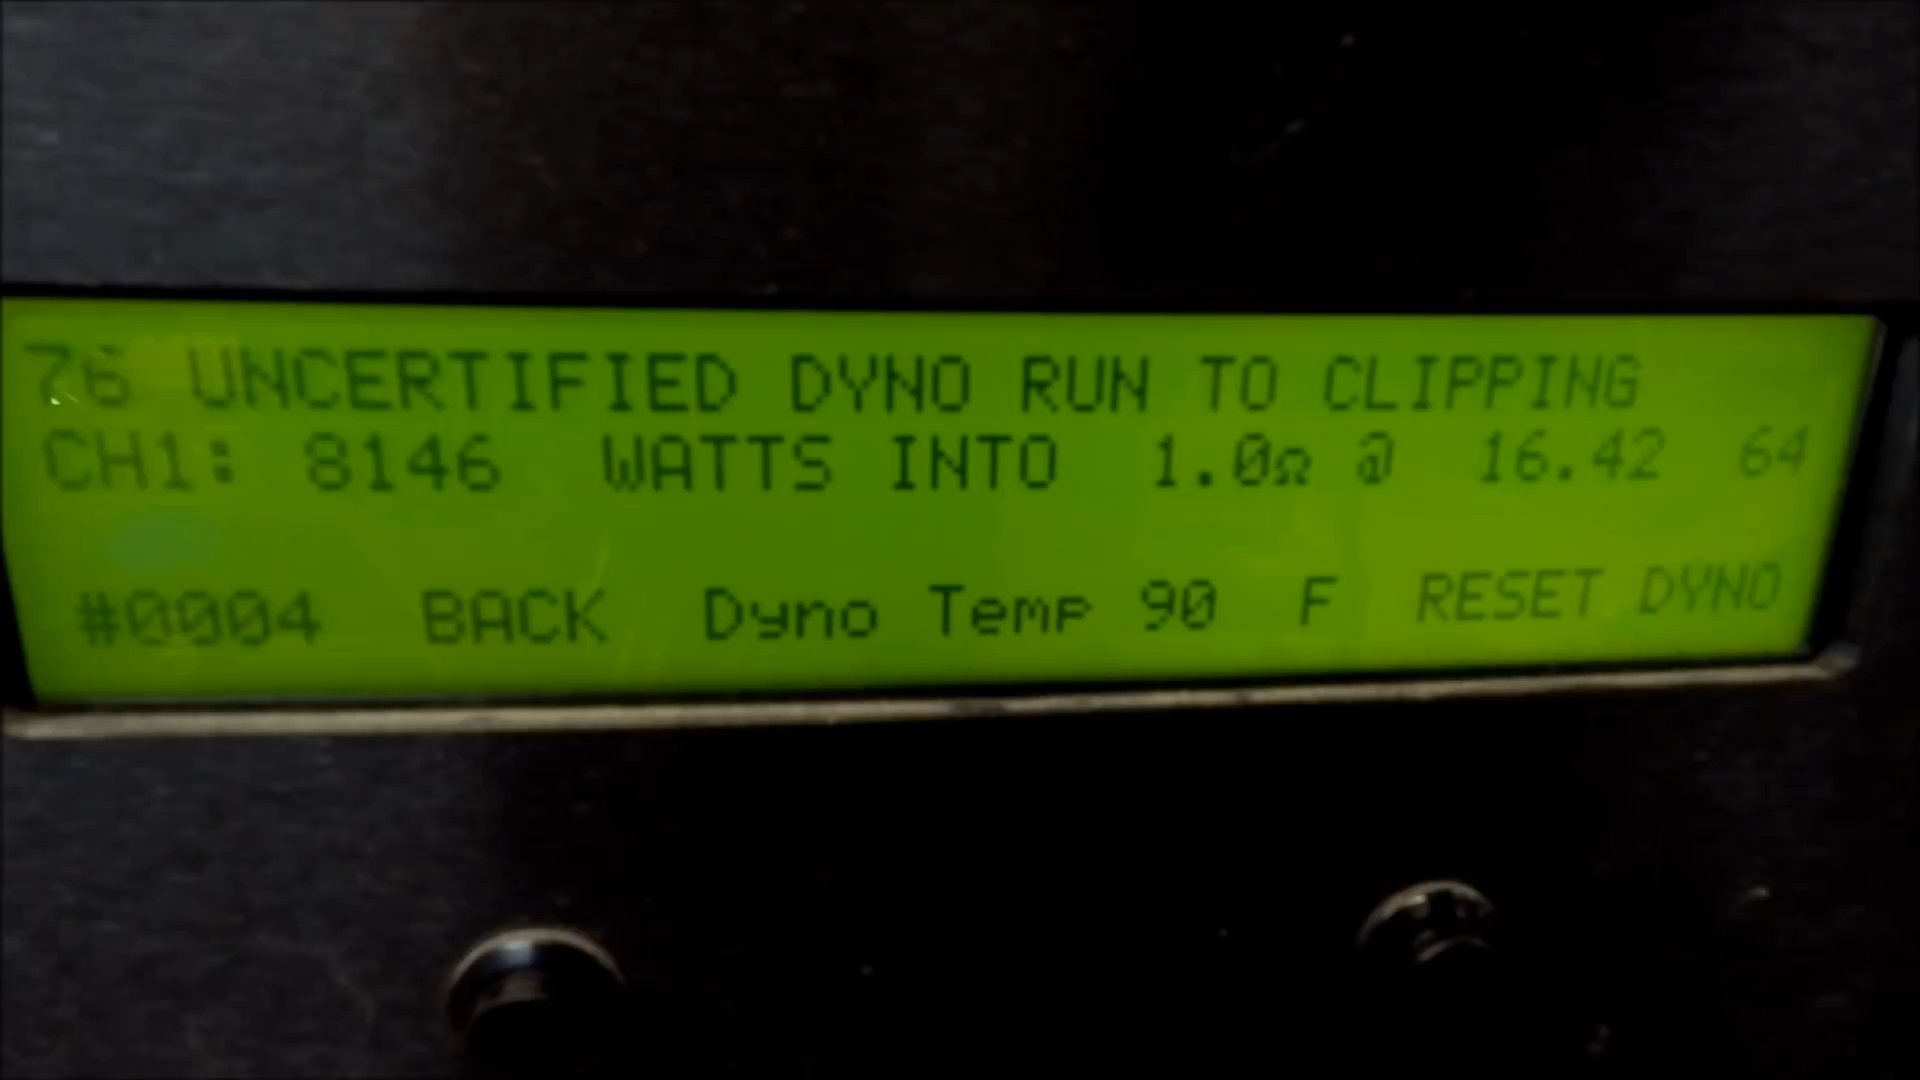 76 UNCERTIFIED DYNO RUN TO CLIPPING
CH1: 8146 WATTS INTO 1.0Ω @ 16.42 64
#0004 BACK Dyno Temp 90 F RESET DYNO